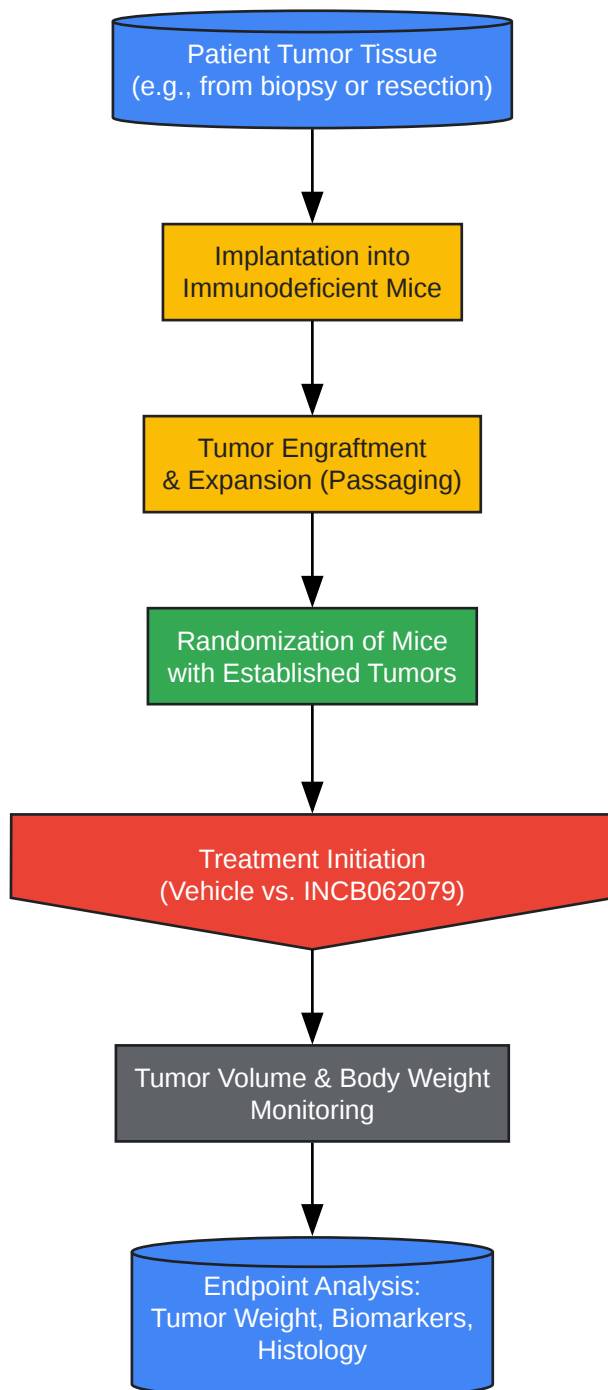 Patient Tumor Tissue
(e.g., from biopsy or resection)
Implantation into
Immunodeficient Mice
Tumor Engraftment
& Expansion (Passaging)
Randomization of Mice
with Established Tumors
Treatment Initiation
(Vehicle vs. INCB062079)
Tumor Volume & Body Weight
Monitoring
Endpoint Analysis:
Tumor Weight, Biomarkers,
Histology